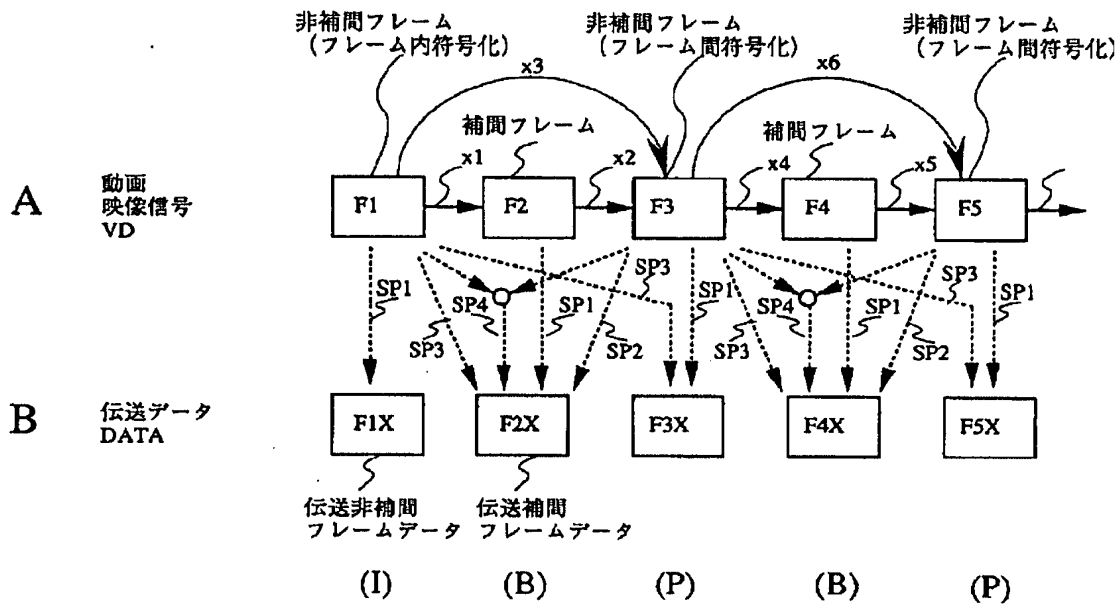 非補間フレーム
(フレーム内符号化)
非補間フレーム
(フレーム間符号化)
非補間フレーム
(フレーム間符号化)
x3
x6
補間フレーム
補間フレーム
x1
x2
x4
x5
A
動画
映像信号
VD
F1
F2
F3
F4
F5
SP1
SP3
SP4
SP1
SP2
SP3
SP1
SP3
SP4
SP1
SP2
SP3
SP1
B
伝送データ
DATA
F1X
F2X
F3X
F4X
F5X
伝送非補間
フレームデータ
伝送補間
フレームデータ
(I)
(B)
(P)
(B)
(P)